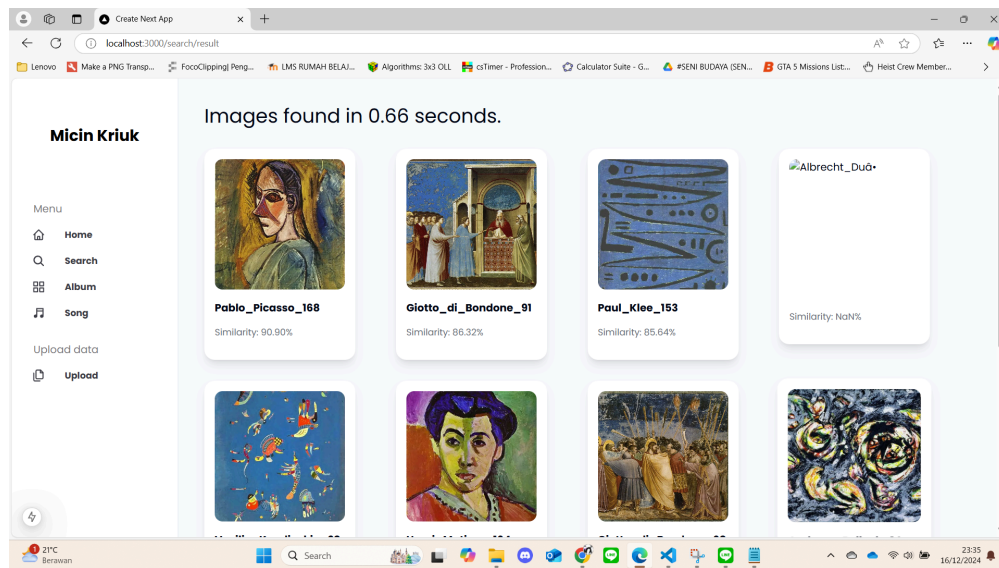 Create Next App
localhost:3000/search/result
Lenovo
Make a PNG Transp...
FocoClipping| Peng...
LMS RUMAH BELAJ...
Algorithms: 3x3 OLL
csTimer - Profession...
Calculator Suite - G...
#SENI BUDAYA (SEN...
GTA 5 Missions List:...
Heist Crew Member...
Micin Kriuk
Menu
Home
Search
Album
Song
Upload data
Upload
Images found in 0.66 seconds.
Pablo_Picasso_168
Similarity: 90.90%
Giotto_di_Bondone_91
Similarity: 86.32%
Paul_Klee_153
Similarity: 85.64%
Albrecht_Duâ•
Similarity: NaN%
1
21°C
Berawan
Search
23:35
16/12/2024